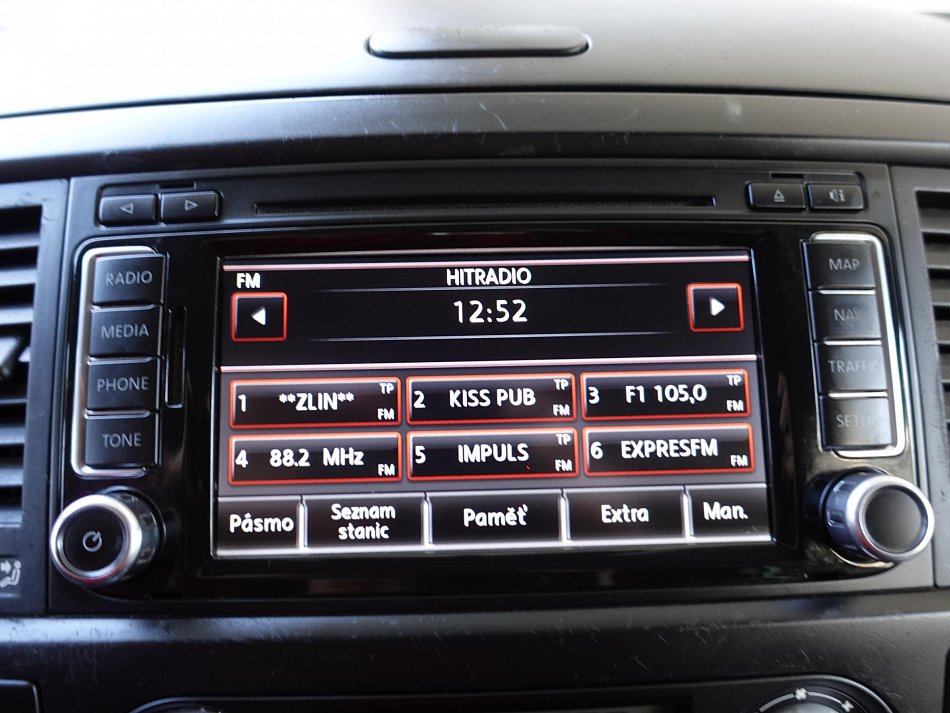 RADIO
MEDIA
PHONE
TONE
FM HITRADIO
12:52
1 **ZLIN** TP FM
2 KISS PUB TP FM
3 F1 105,0 TP FM
4 88.2 MHz FM
5 IMPULS TP FM
6 EXPRESFM FM
Pásmo
Seznam
stanic
Paměť
Extra
Man.
MAP
NAV
TRAFFIC
SETUP